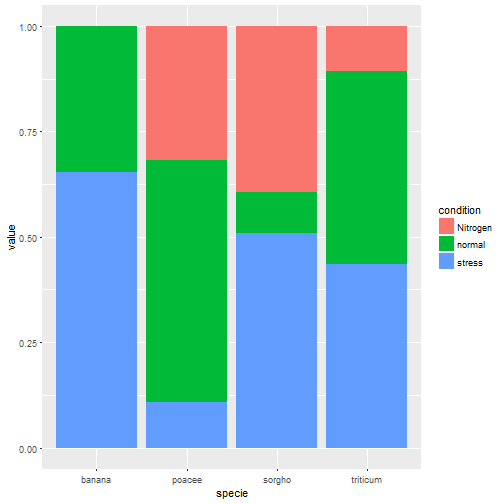 1.00
0.75
0.50
0.25
0.00
value
banana poacee sorgho triticum
specie
condition
Nitrogen
normal
stress